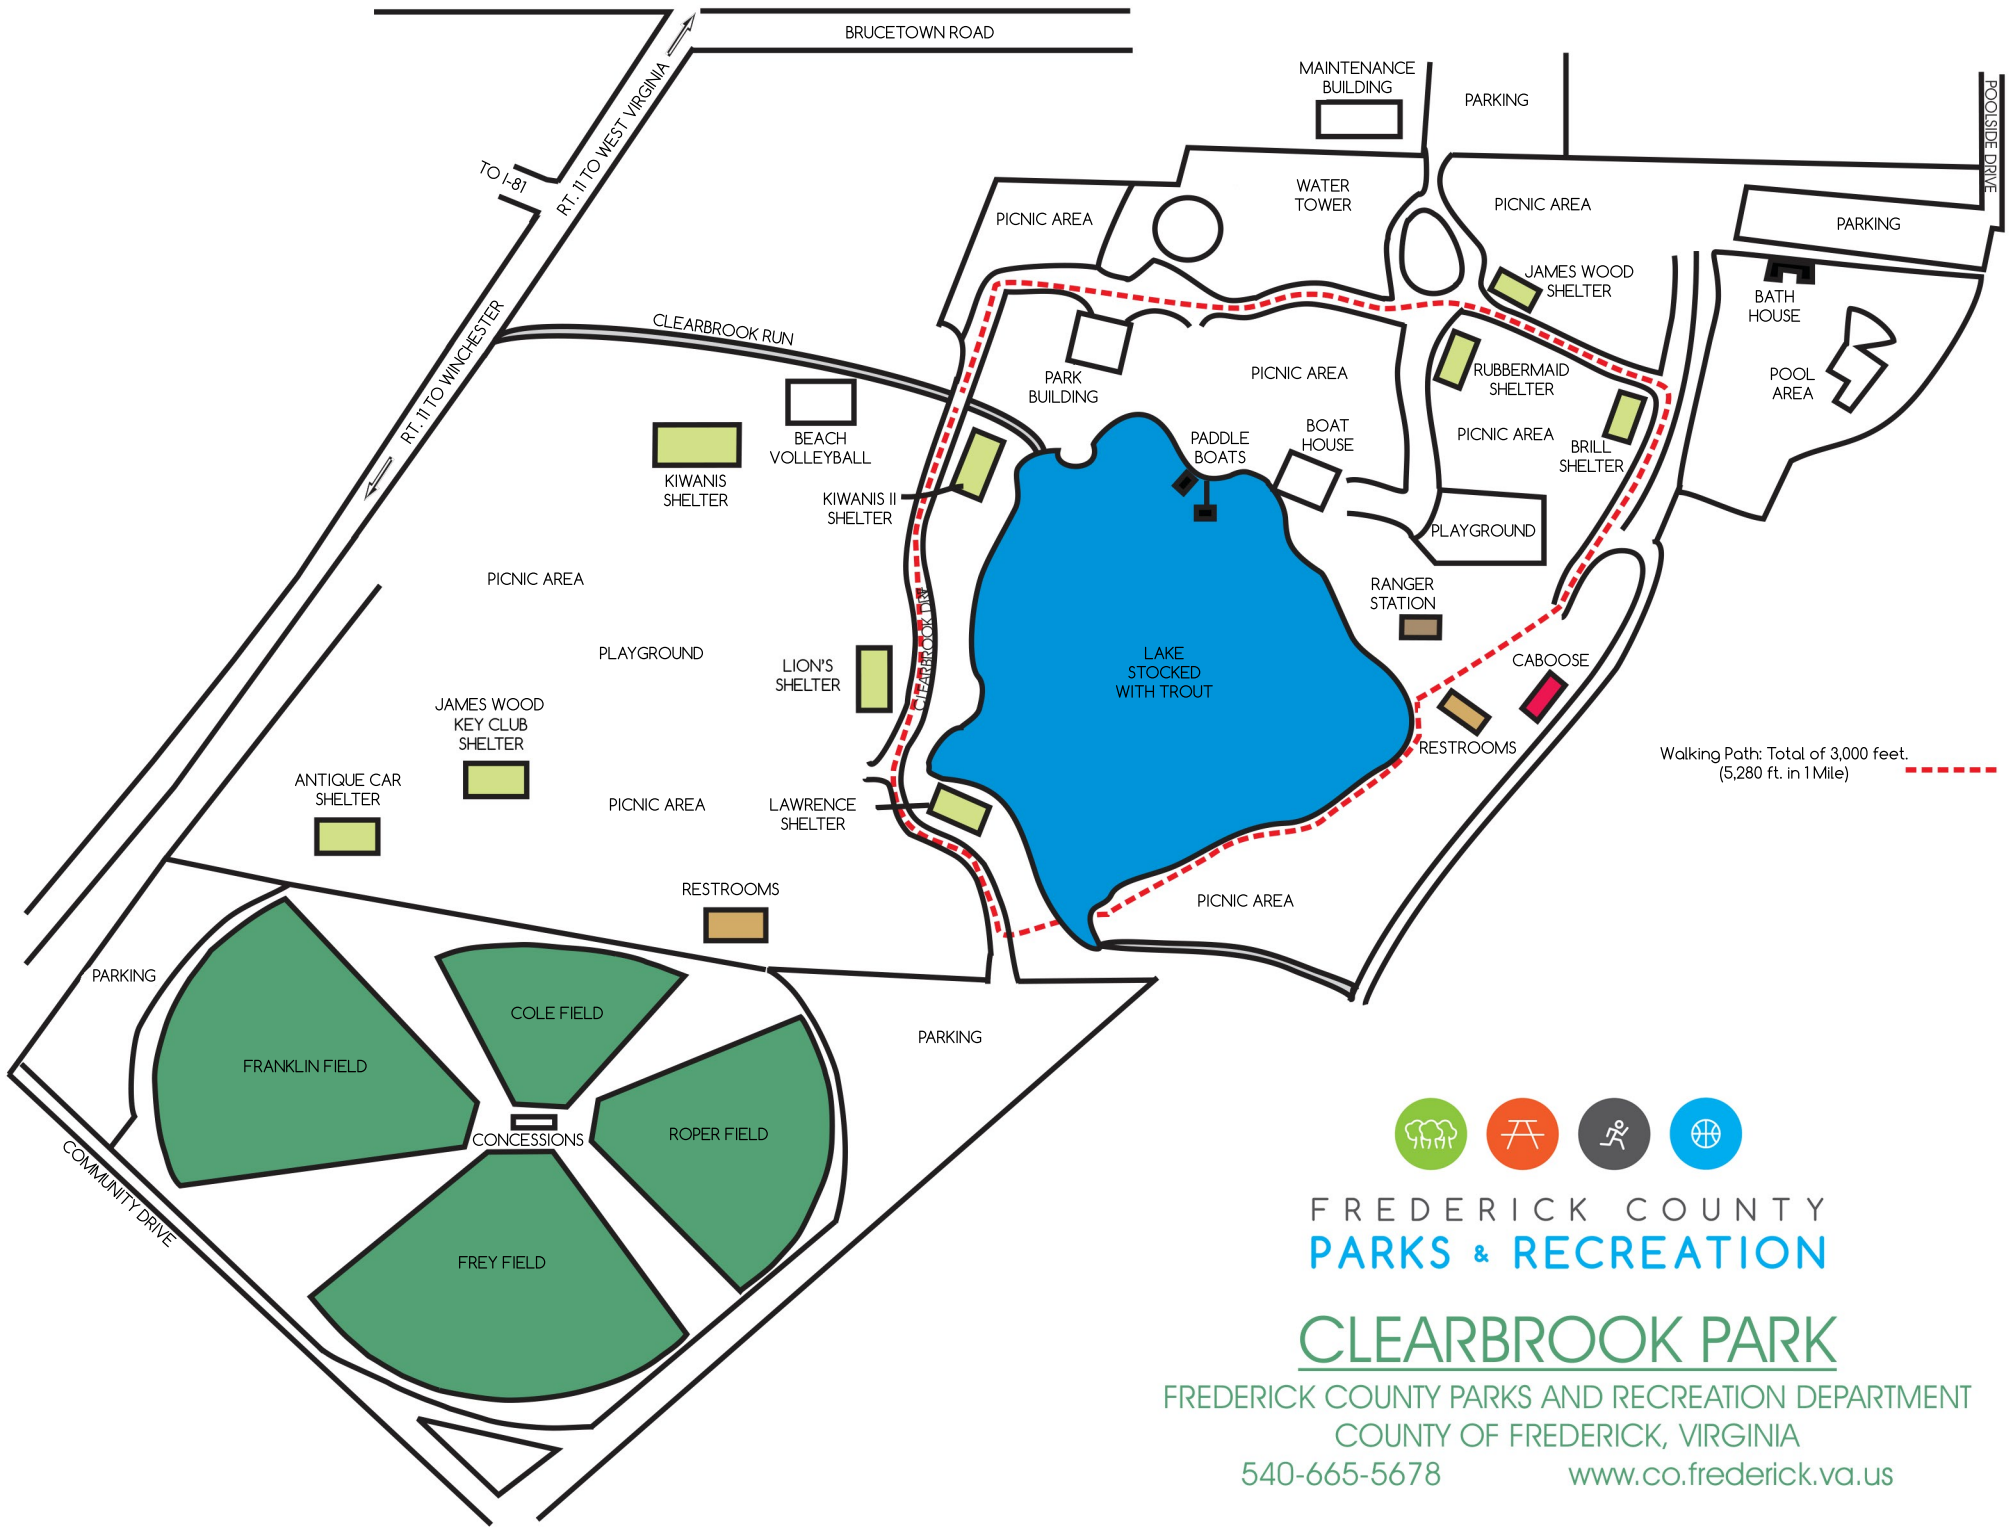 BRUCETOWN ROAD
MAINTENANCE
BUILDING
PARKING
POOLSIDE DRIVE
RT. 11 TO WEST VIRGINIA
TO I-81
WATER
TOWER
PICNIC AREA
PICNIC AREA
PARKING
JAMES WOOD
SHELTER
BATH
HOUSE
CLEARBROOK RUN
RT. 11 TO WINCHESTER
PARK
BUILDING
PICNIC AREA
RUBBERMAID
SHELTER
POOL
AREA
BEACH
VOLLEYBALL
PADDLE
BOATS
BOAT
HOUSE
PICNIC AREA
BRILL
SHELTER
KIWANIS
SHELTER
KIWANIS II
SHELTER
PLAYGROUND
PICNIC AREA
RANGER
STATION
CLEARBROOK DR
PLAYGROUND
LION'S
SHELTER
LAKE
STOCKED
WITH TROUT
CABOOSE
JAMES WOOD
KEY CLUB
SHELTER
RESTROOMS
Walking Path: Total of 3,000 feet.
(5,280 ft. in 1 Mile)
ANTIQUE CAR
SHELTER
PICNIC AREA
LAWRENCE
SHELTER
RESTROOMS
PICNIC AREA
PARKING
COLE FIELD
PARKING
FRANKLIN FIELD
ROPER FIELD
CONCESSIONS
COMMUNITY DRIVE
FREY FIELD
FREDERICK COUNTY
PARKS & RECREATION
CLEARBROOK PARK
FREDERICK COUNTY PARKS AND RECREATION DEPARTMENT
COUNTY OF FREDERICK, VIRGINIA
540-665-5678 www.co.frederick.va.us